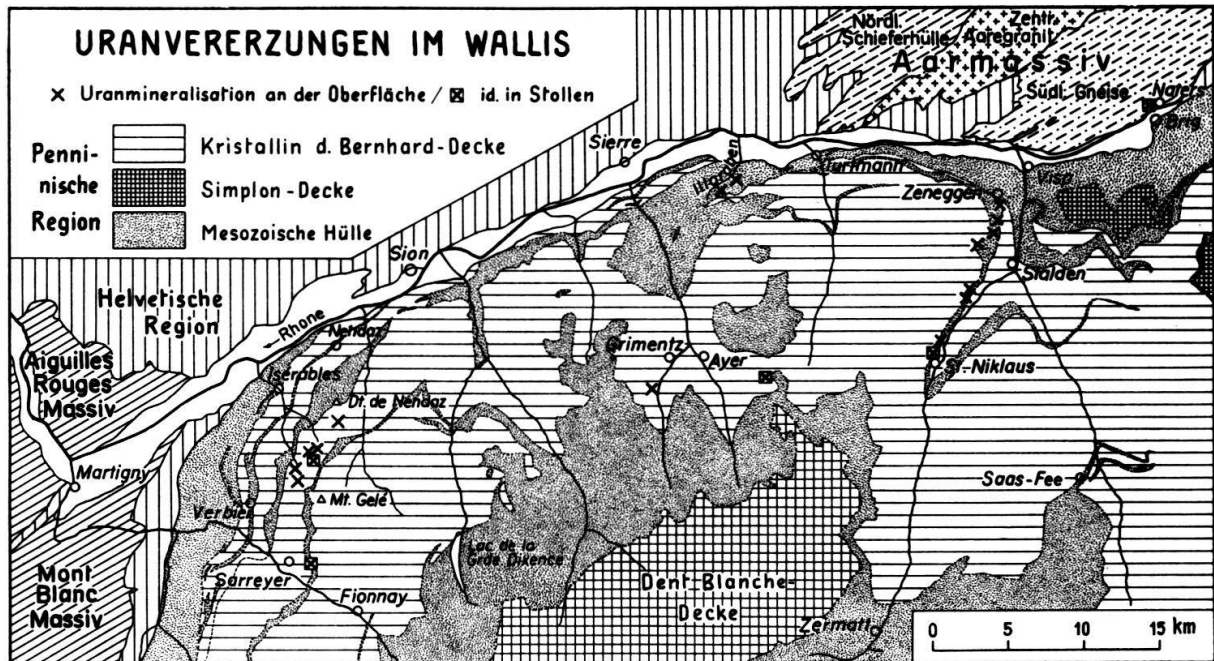 URANVERERZUNGEN IM WALLIS
× Uranmineralisation an der Oberfläche / ⊠ id. in Stollen
Penni-
nische
Region
Kristallin d. Bernhard-Decke
Simplon-Decke
Mesozoische Hülle
Nördl.
Schieferhülle
Zentr.
Aaregranit
Aarmassiv
Südl. Gneise
Naters
Brig
Sierre
Illgraben
Turtmann
Visp
Zeneggen
Sion
Stalden
Helvetische
Region
← Rhone
Nendaz
Aiguilles
Rouges
Massiv
Isérables
Dt. de Nendaz
Grimentz
Ayer
St.-Niklaus
Martigny
Mt. Gelé
Saas-Fee
Verbier
Lac. de la
Grde Dixence
Sarreyer
Mont
Blanc
Massiv
Fionnay
Dent Blanche-
Decke
Zermatt
0 5 10 15 km